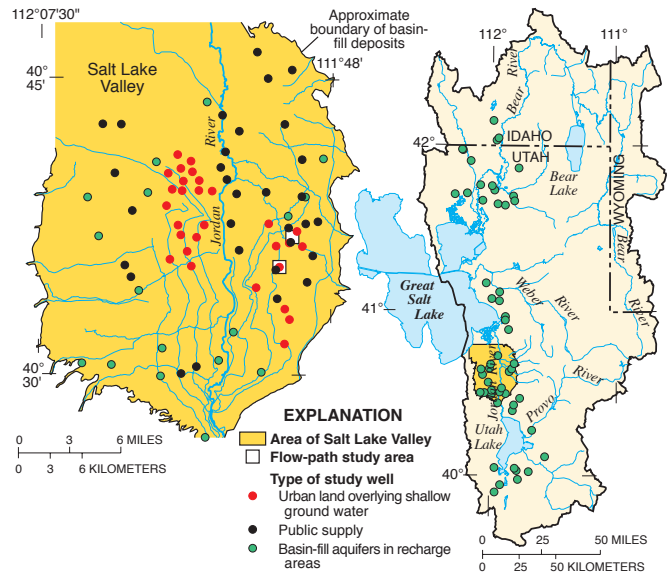 112°07'30"
Approximate
boundary of basin-
fill deposits
111°48'
40°
45'
Salt Lake
Valley
River
Jordan
40°
30'
0 3 6 MILES
0 3 6 KILOMETERS
EXPLANATION
Area of Salt Lake Valley
Flow-path study area
Type of study well
Urban land overlying shallow
ground water
Public supply
Basin-fill aquifers in recharge
areas
112°
111°
River
Bear
42°
IDAHO
UTAH
Bear
Lake
WYOMING
Bear
River
Great
Salt
Lake
41°
Weber
River
Jordan River
River
Provo
Utah
Lake
40°
0 25 50 MILES
0 25 50 KILOMETERS